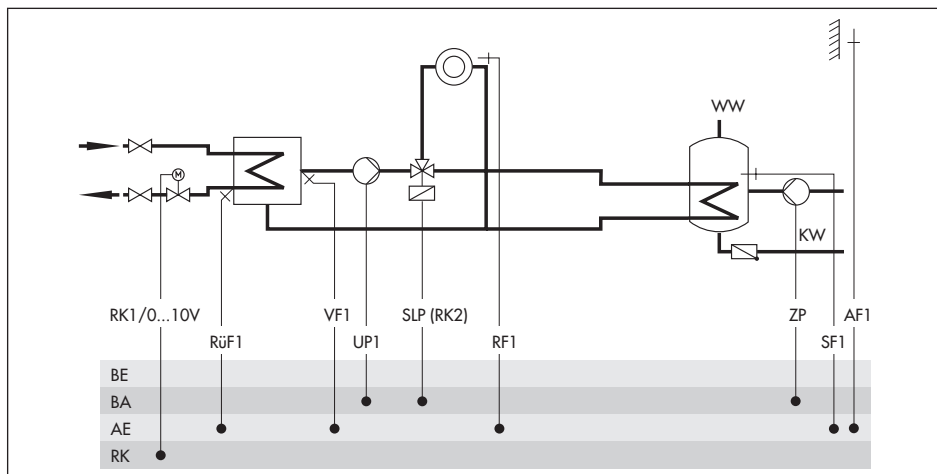 WW
M
KW
RK1/0...10V VF1 SLP (RK2) ZP AF1
RüF1 UP1 RF1 SF1
BE
BA
AE
RK